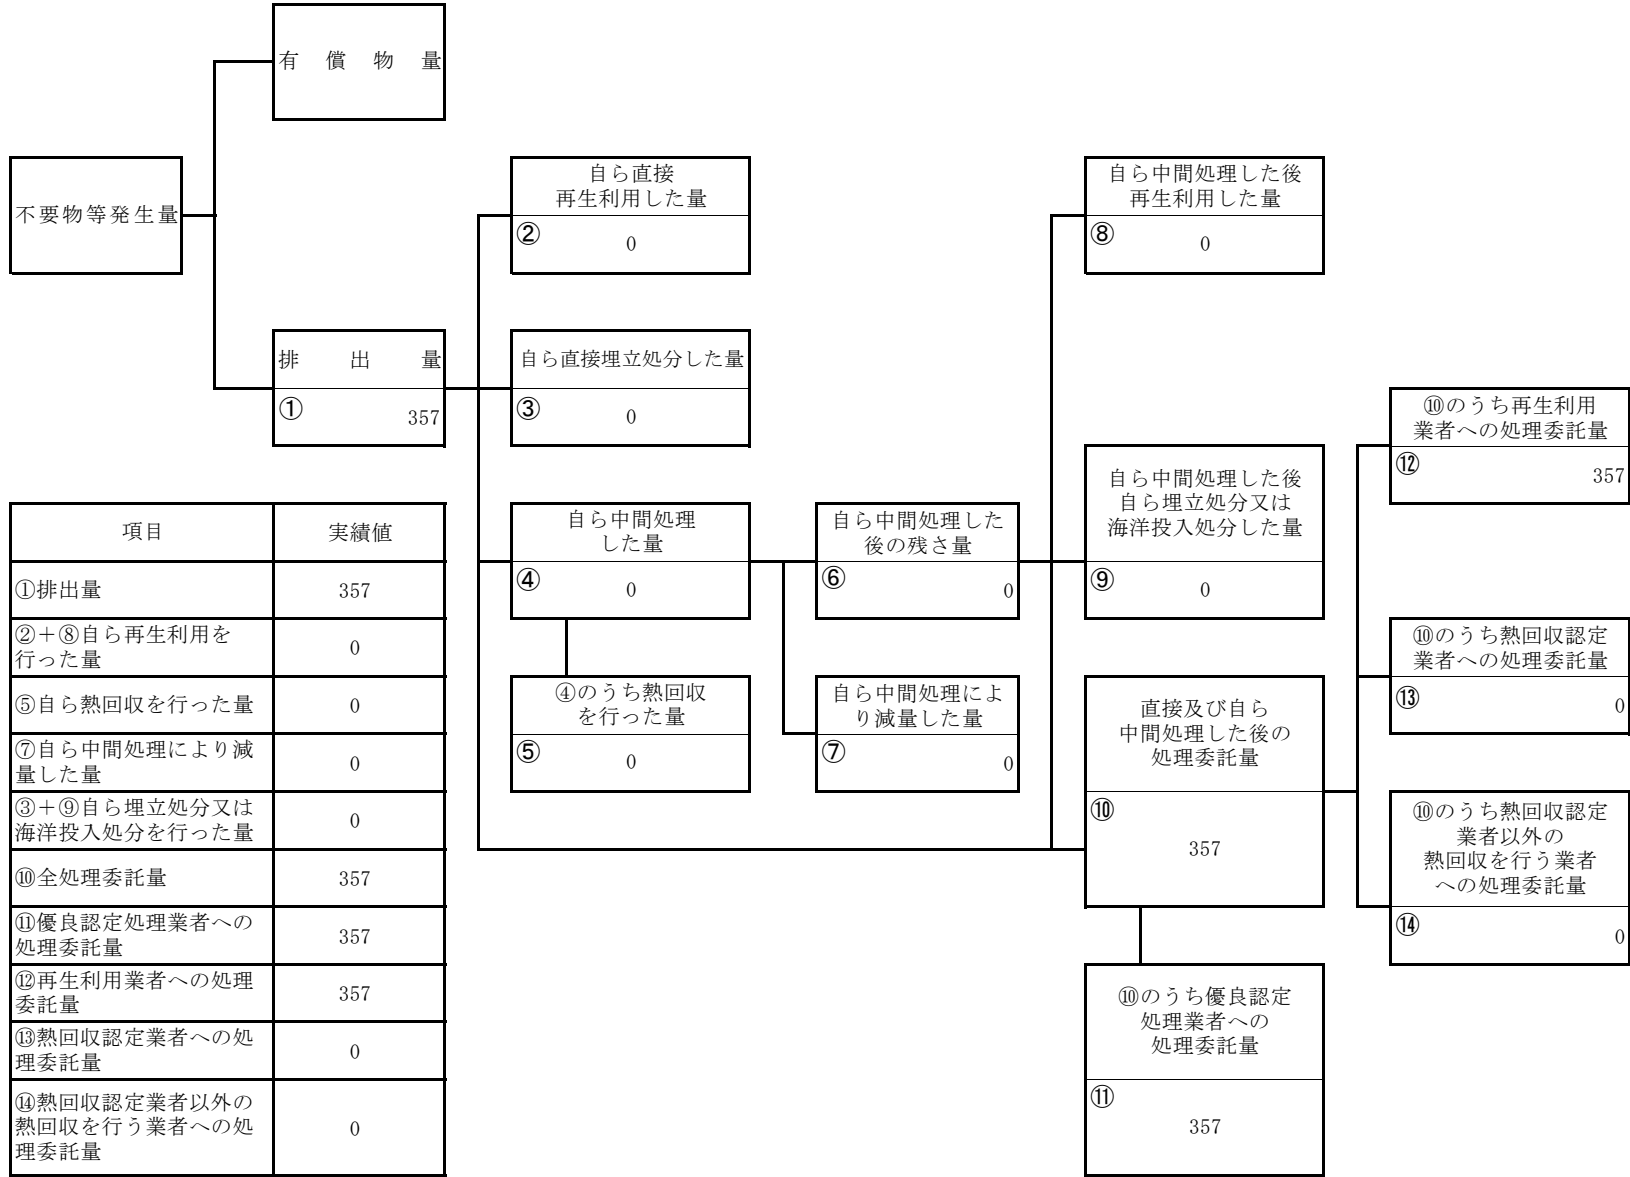 有償物量
不要物等発生量
自ら直接
再生利用した量
②
0
自ら中間処理した後
再生利用した量
⑧
0
排出量
①
357
自ら直接埋立処分した量
③
0
⑩のうち再生利用
業者への処理委託量
⑫
357
自ら中間処理
した量
④
0
自ら中間処理した
後の残さ量
⑥
0
自ら中間処理した後
自ら埋立処分又は
海洋投入処分した量
⑨
0
⑩のうち熱回収認定
業者への処理委託量
⑬
0
④のうち熱回収
を行った量
⑤
0
自ら中間処理によ
り減量した量
⑦
0
直接及び自ら
中間処理した後の
処理委託量
⑩
357
⑩のうち熱回収認定
業者以外の
熱回収を行う業者
への処理委託量
⑭
0
⑩のうち優良認定
処理業者への
処理委託量
⑪
357
項目 実績値
①排出量 357
②＋⑧自ら再生利用を
行った量
0
⑤自ら熱回収を行った量 0
⑦自ら中間処理により減
量した量
0
③＋⑨自ら埋立処分又は
海洋投入処分を行った量
0
⑩全処理委託量 357
⑪優良認定処理業者への
処理委託量
357
⑫再生利用業者への処理
委託量
357
⑬熱回収認定業者への処
理委託量
0
⑭熱回収認定業者以外の
熱回収を行う業者への処
理委託量
0